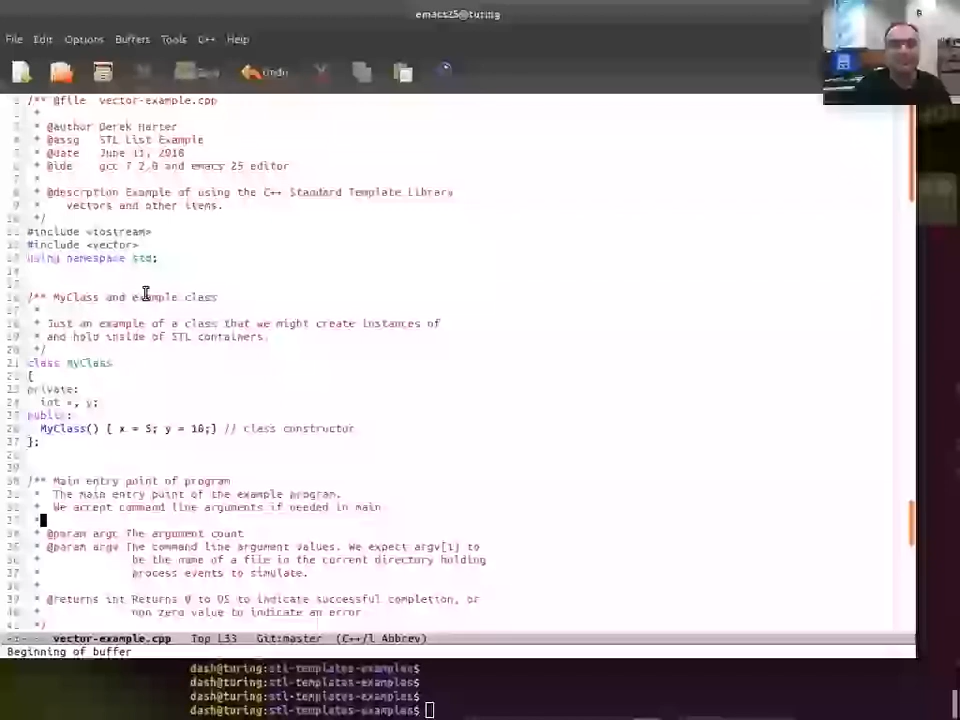 emacs25@turing
File Edit Options Buffers Tools C++ Help
Save Undo
/** @file vector-example.cpp
*
* @author Derek Harter
* @assg STL List Example
* @date June 11, 2018
* @ide gcc 7.2.0 and emacs 25 editor
*
* @descrption Example of using the C++ Standard Template Library
vectors and other items.
*/
#include <iostream>
#include <vector>
using namespace std;
/** MyClass and example class
*
* Just an example of a class that we might create instances of
* and hold inside of STL containers.
*/
class MyClass
{
private:
int x, y;
public:
MyClass() { x = 5; y = 10;} // class constructor
};
/** Main entry point of program
* The main entry point of the example program.
* We accept command line arguments if needed in main
*
* @param argc The argument count
* @param argv The command line argument values. We expect argv[1] to
* be the name of a file in the current directory holding
* process events to simulate.
*
* @returns int Returns 0 to OS to indicate successful completion, or
* non zero value to indicate an error
*/
vector-example.cpp Top L33 Git:master (C++/l Abbrev)
Beginning of buffer
dash@turing:stl-templates-examples$
dash@turing:stl-templates-examples$
dash@turing:stl-templates-examples$
dash@turing:stl-templates-examples$